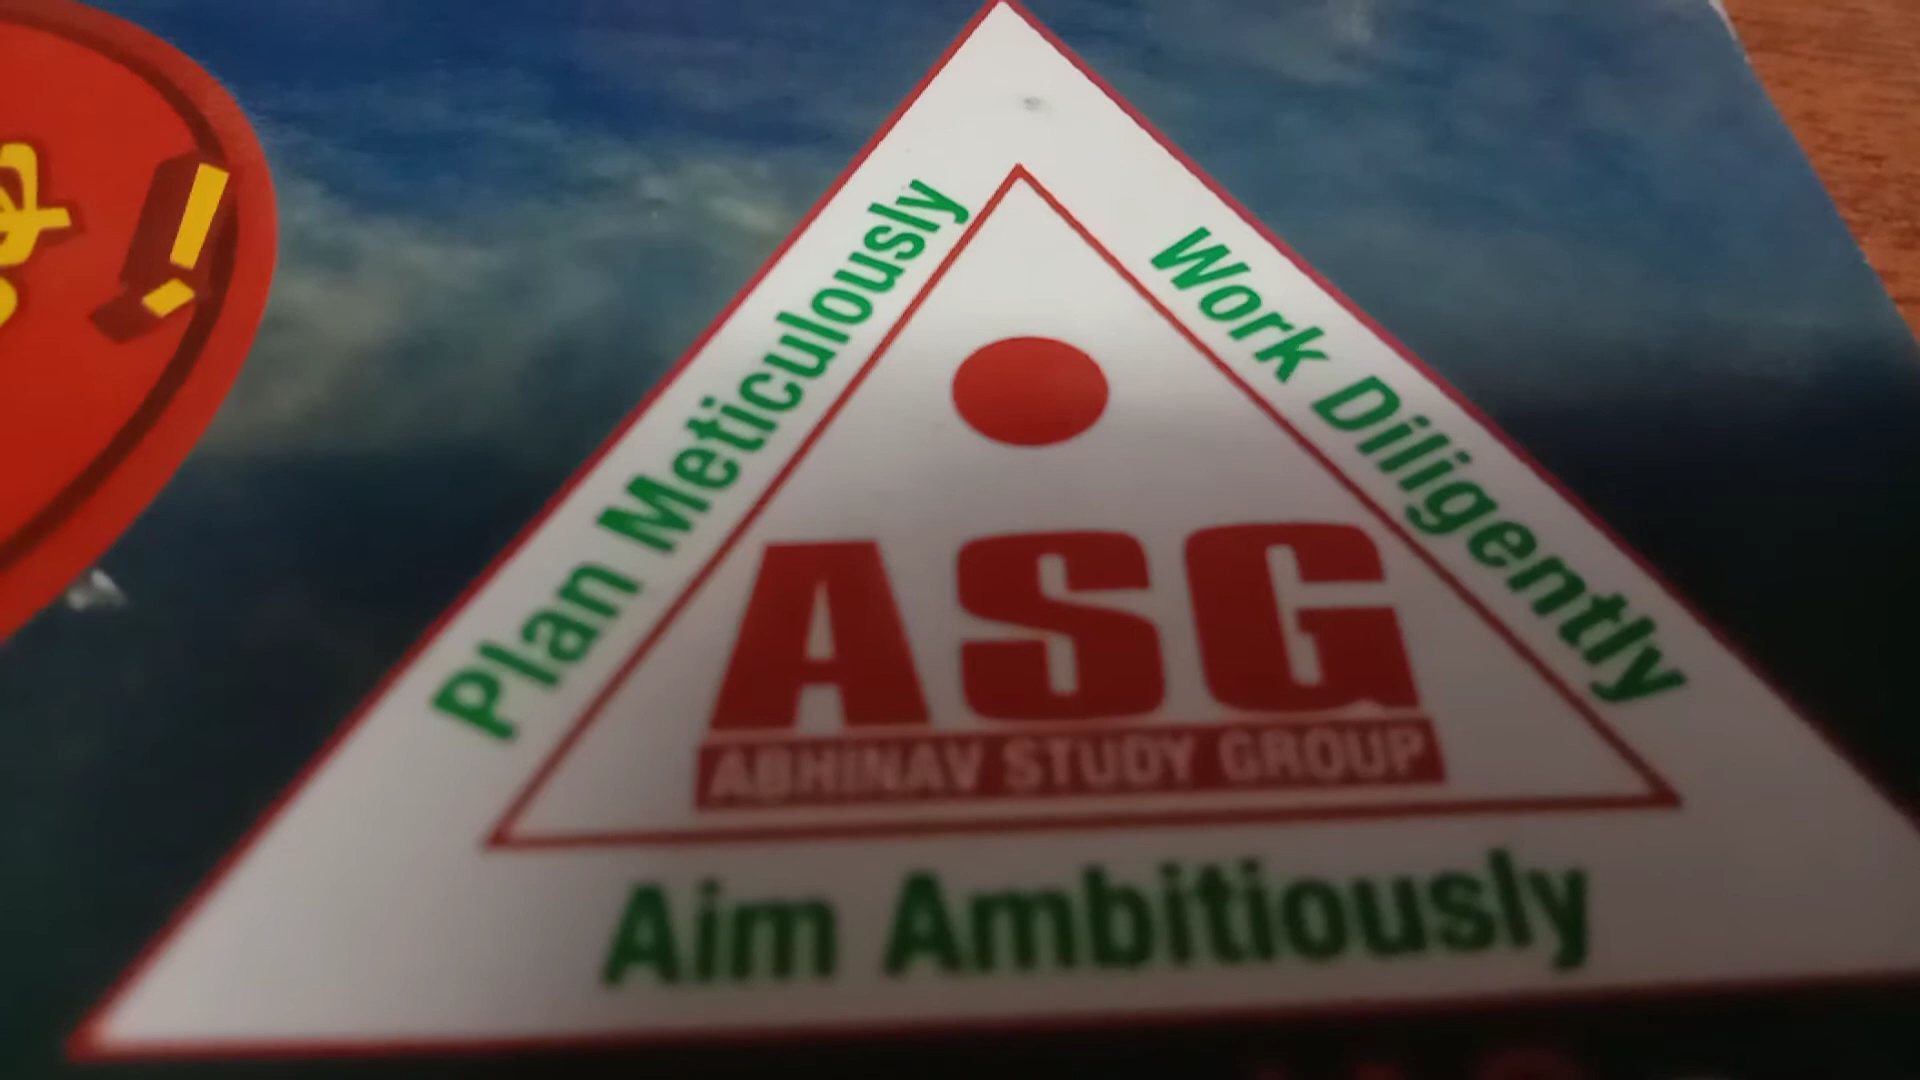 Plan Meticulously
Work Diligently
ASG
ABHINAV STUDY GROUP
Aim Ambitiously
!